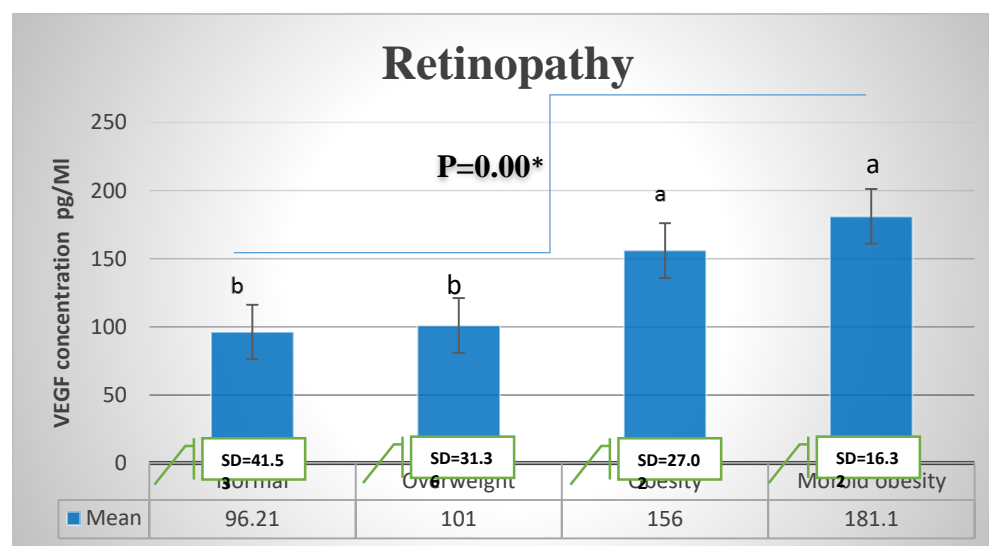 Retinopathy
250
P=0.00*
200
150
100
50
0
VEGF concentration pg/Ml
b
b
a
a
SD=41.5
3
SD=31.3
6
SD=27.0
2
SD=16.3
2
Normal
Overweight
Obesity
Morbid obesity
Mean 96.21 101 156 181.1